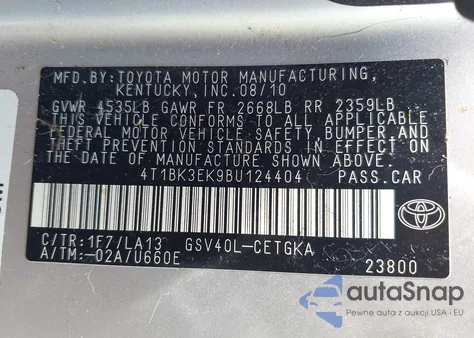 MFD.BY:TOYOTA MOTOR MANUFACTURING,
KENTUCKY,INC.08/10
GVWR 4535LB GAWR FR 2668LB RR 2359LB
THIS VEHICLE CONFORMS TO ALL APPLICABLE
FEDERAL MOTOR VEHICLE SAFETY,BUMPER,AND
THEFT PREVENTION STANDARDS IN EFFECT ON
THE DATE OF MANUFACTURE SHOWN ABOVE.
4T1BK3EK9BU124404 PASS.CAR
C/TR:1F7/LA13 GSV40L-CETGKA
A/TM:-02A/U660E 23800
TOYOTA
autoSnap
Pewne auta z aukcji USA - EU